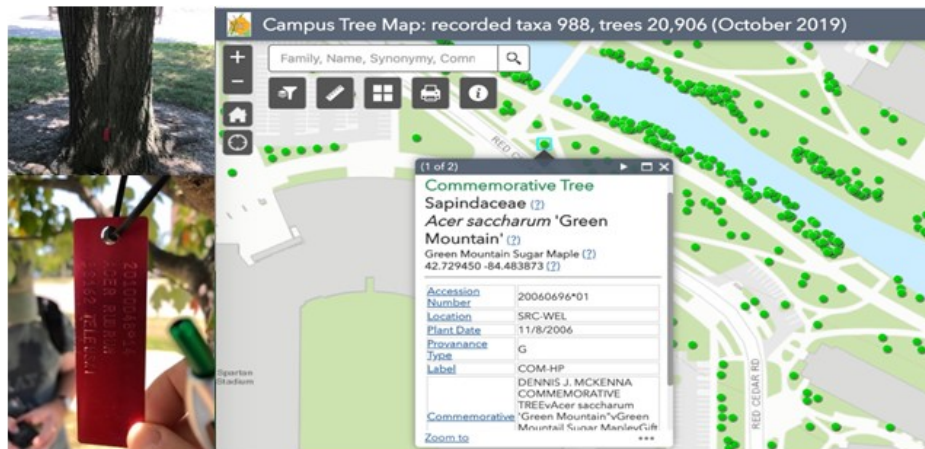 Campus Tree Map: recorded taxa 988, trees 20,906 (October 2019)
+
Family, Name, Synonymy, Comn
−
RED C
(1 of 2)
Commemorative Tree
Sapindaceae (?)
Acer saccharum 'Green
Mountain' (?)
Green Mountain Sugar Maple (?)
42.729450 -84.483873 (?)
Accession
Number
20060696*01
Location
SRC-WEL
Plant Date
11/8/2006
Provanance
Type
G
Label
COM-HP
Commemorative
DENNIS J. MCKENNA
COMMEMORATIVE
TREEvAcer saccharum
'Green Mountain"vGreen
Mountail Sugar MaplevGift
Zoom to
Spartan
Stadium
RED CEDAR RD
ACER RUBRUM